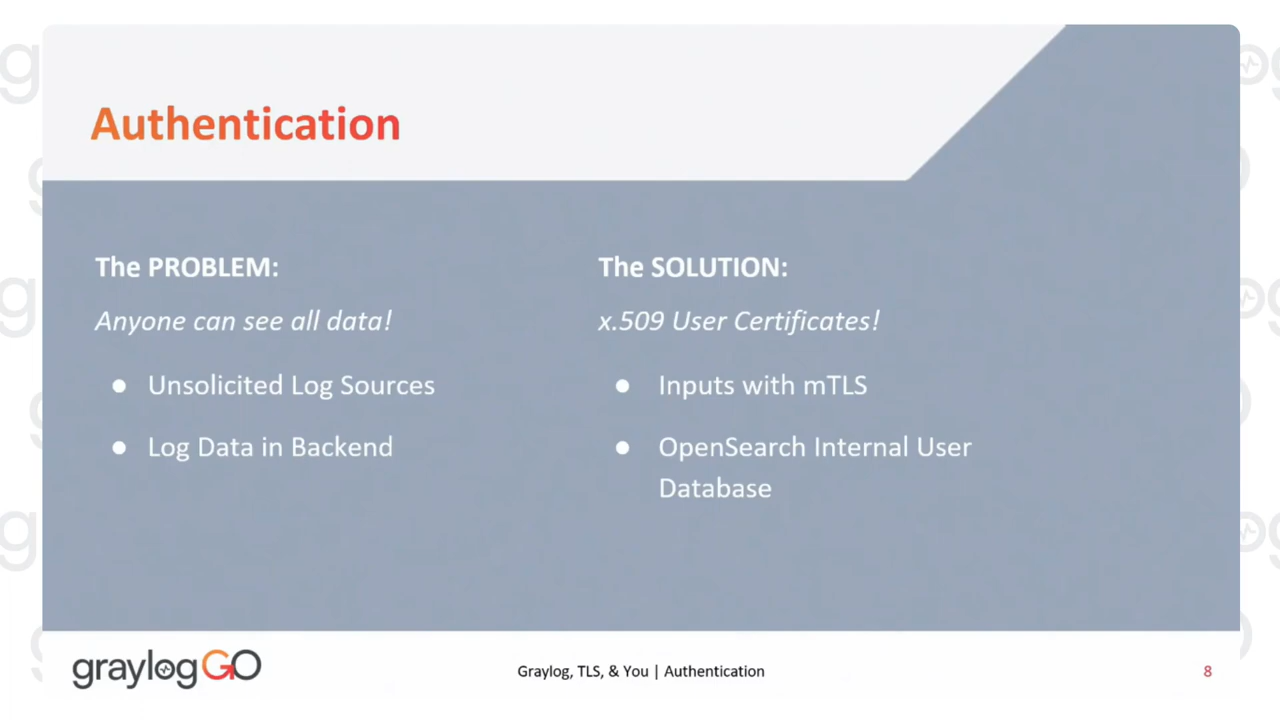 Authentication
The PROBLEM:
Anyone can see all data!
● Unsolicited Log Sources
● Log Data in Backend
The SOLUTION:
x.509 User Certificates!
● Inputs with mTLS
● OpenSearch Internal User
Database
graylogGO
Graylog, TLS, & You | Authentication
8